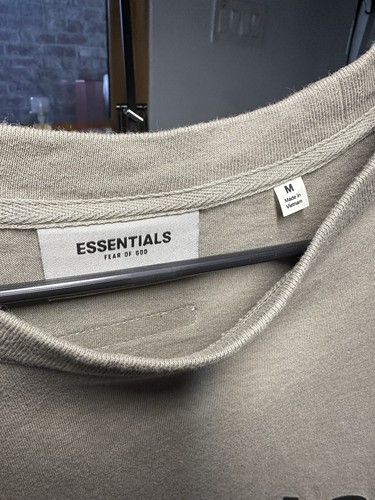 ESSENTIALS
FEAR OF GOD
M
Made in
Vietnam